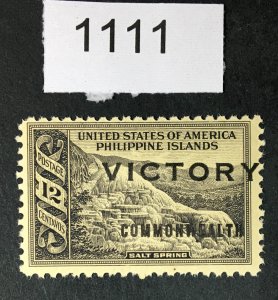 1111
UNITED STATES OF AMERICA
PHILIPPINE ISLANDS
VICTORY
POSTAGE
12
CENTAVOS
COMMONWEALTH
SALT SPRING